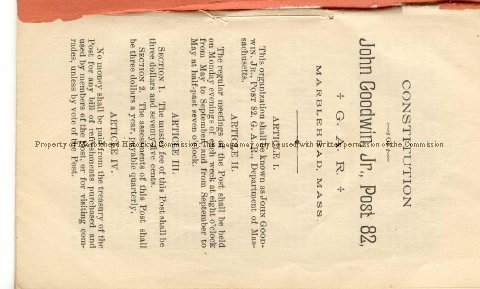 CONSTITUTION
OF
John Goodwin Jr., Post 82,
G. A. R.
MARBLEHEAD, MASS.
ARTICLE I.
This organization shall be known as JOHN GOOD-
WIN, JR., POST 82, G. A. R., Department of Mas-
sachusetts.
ARTICLE II.
The regular meetings of the Post shall be held
on Monday evenings of each week at eight o'clock
from May to September, and from September to
May at half-past seven o'clock.
ARTICLE III.
SECTION 1. The muster fee of this Post shall be
three dollars and seventy-five cents.
SECTION 2. The assessments of this Post shall
be three dollars a year, payable quarterly.
ARTICLE IV.
No money shall be paid from the treasury of the
Post for any bill of refreshments purchased and
used by members of the Post, or for visiting com-
rades, unless by vote of the Post.
Property of Marblehead Historical Commission. This image may only be used with written permission of the Commission